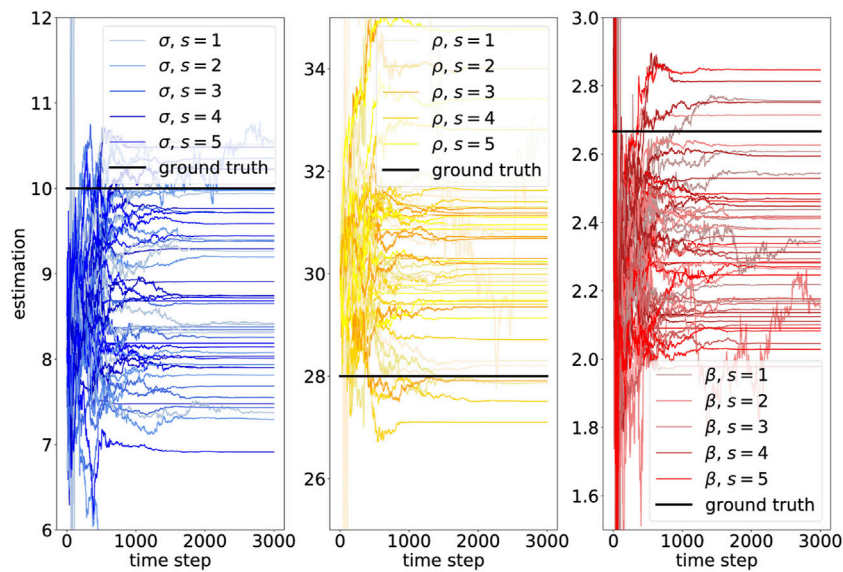 12
11
10
9
8
7
6
estimation
0 1000 2000 3000
time step
σ, s = 1
σ, s = 2
σ, s = 3
σ, s = 4
σ, s = 5
ground truth
34
32
30
28
26
0 1000 2000 3000
time step
ρ, s = 1
ρ, s = 2
ρ, s = 3
ρ, s = 4
ρ, s = 5
ground truth
3.0
2.8
2.6
2.4
2.2
2.0
1.8
1.6
0 1000 2000 3000
time step
β, s = 1
β, s = 2
β, s = 3
β, s = 4
β, s = 5
ground truth